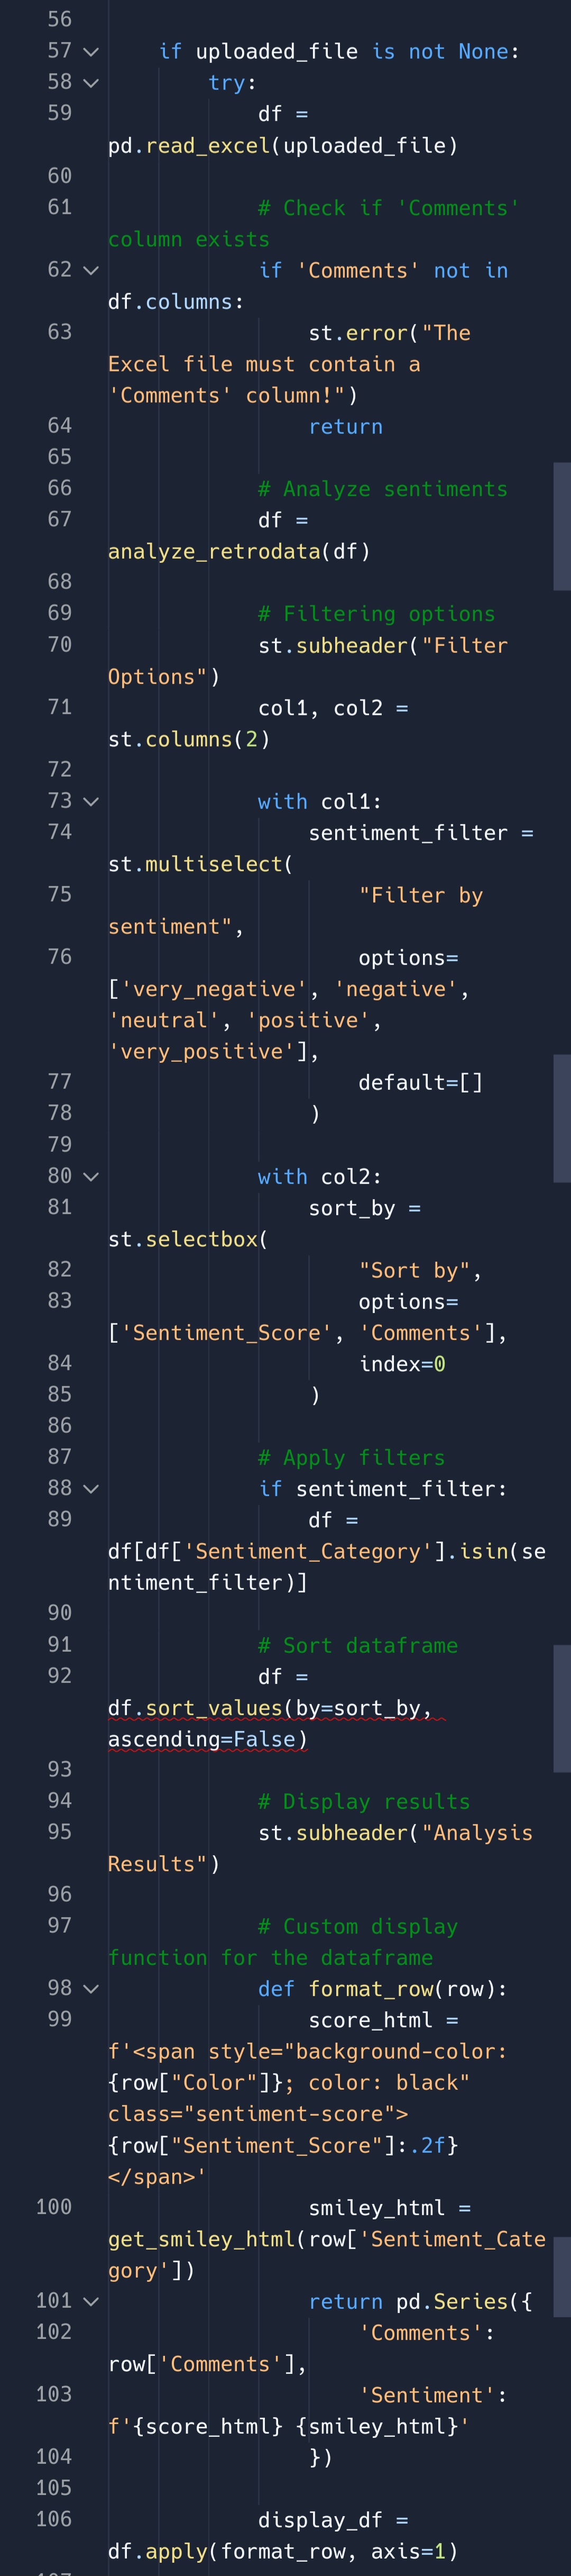 56
57 if uploaded_file is not None:
58 try:
59 df =
pd.read_excel(uploaded_file)
60
61 # Check if 'Comments'
column exists
62 if 'Comments' not in
df.columns:
63 st.error("The
Excel file must contain a
'Comments' column!")
64 return
65
66 # Analyze sentiments
67 df =
analyze_retrodata(df)
68
69 # Filtering options
70 st.subheader("Filter
Options")
71 col1, col2 =
st.columns(2)
72
73 with col1:
74 sentiment_filter =
st.multiselect(
75 "Filter by
sentiment",
76 options=
['very_negative', 'negative',
'neutral', 'positive',
'very_positive'],
77 default=[]
78 )
79
80 with col2:
81 sort_by =
st.selectbox(
82 "Sort by",
83 options=
['Sentiment_Score', 'Comments'],
84 index=0
85 )
86
87 # Apply filters
88 if sentiment_filter:
89 df =
df[df['Sentiment_Category'].isin(se
ntiment_filter)]
90
91 # Sort dataframe
92 df =
df.sort_values(by=sort_by,
ascending=False)
93
94 # Display results
95 st.subheader("Analysis
Results")
96
97 # Custom display
function for the dataframe
98 def format_row(row):
99 score_html =
f'<span style="background-color:
{row["Color"]}; color: black"
class="sentiment-score">
{row["Sentiment_Score"]:.2f}
</span>'
100 smiley_html =
get_smiley_html(row['Sentiment_Cate
gory'])
101 return pd.Series({
102 'Comments':
row['Comments'],
103 'Sentiment':
f'{score_html} {smiley_html}'
104 })
105
106 display_df =
df.apply(format_row, axis=1)